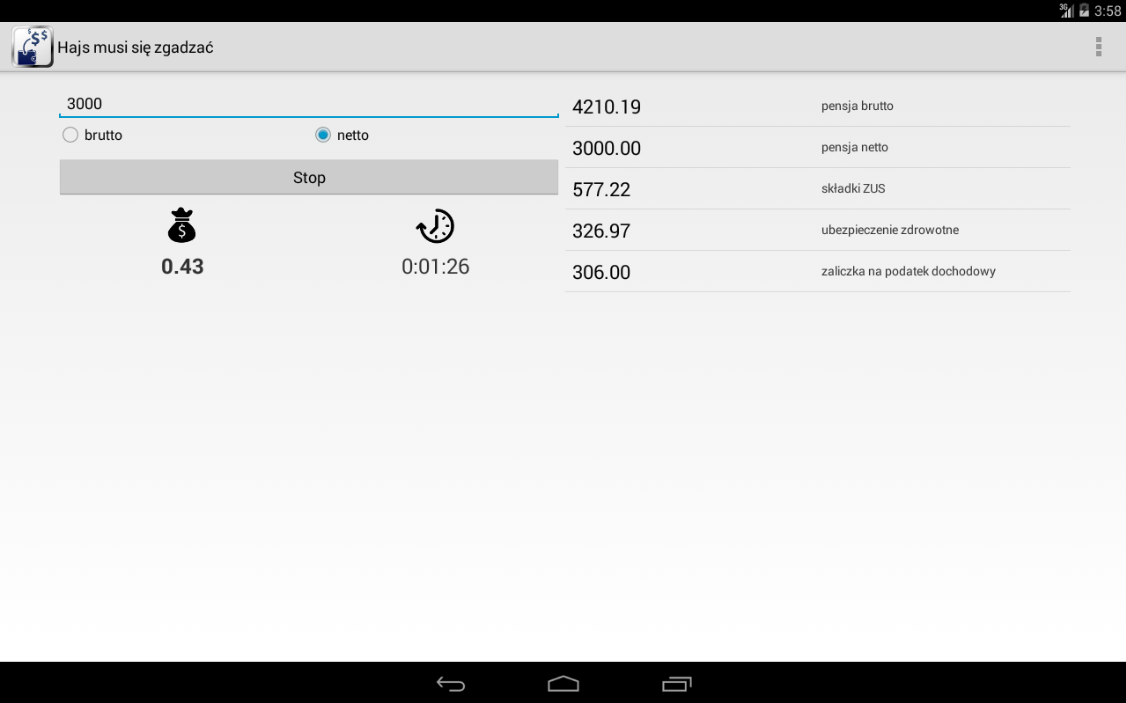 3G 3:58
Hajs musi się zgadzać
3000
brutto netto
Stop
0.43 0:01:26
4210.19 pensja brutto
3000.00 pensja netto
577.22 składki ZUS
326.97 ubezpieczenie zdrowotne
306.00 zaliczka na podatek dochodowy